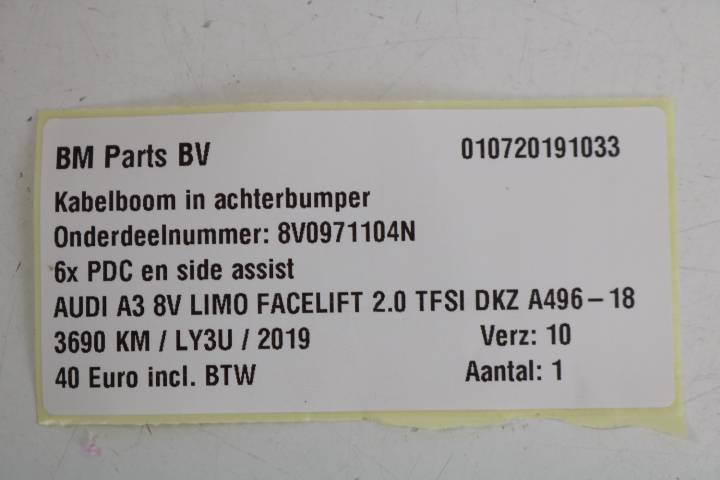 BM Parts BV 010720191033
Kabelboom in achterbumper
Onderdeelnummer: 8V0971104N
6x PDC en side assist
AUDI A3 8V LIMO FACELIFT 2.0 TFSI DKZ A496-18
3690 KM / LY3U / 2019 Verz: 10
40 Euro incl. BTW Aantal: 1